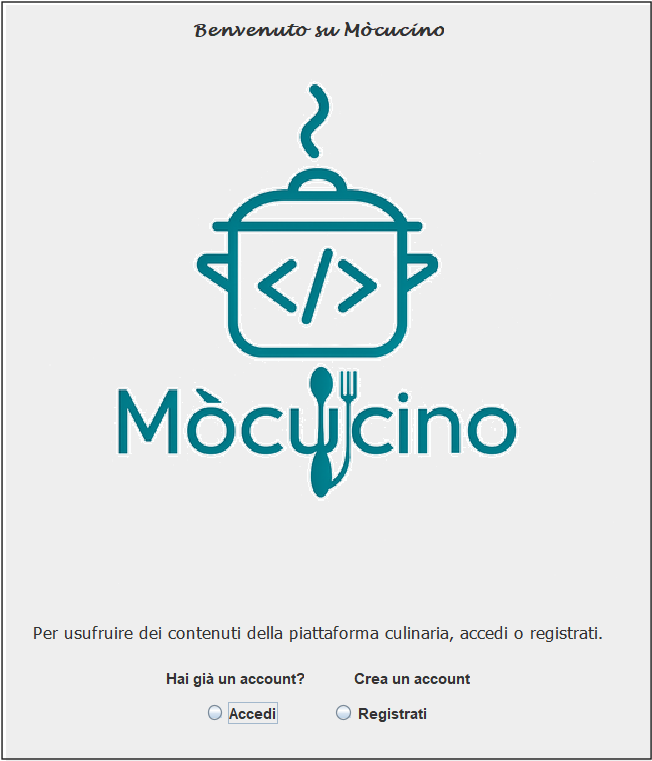 Benvenuto su Mòcucino
</>
Mòcucino
Per usufruire dei contenuti della piattaforma culinaria, accedi o registrati.
Hai già un account? Crea un account
Accedi Registrati